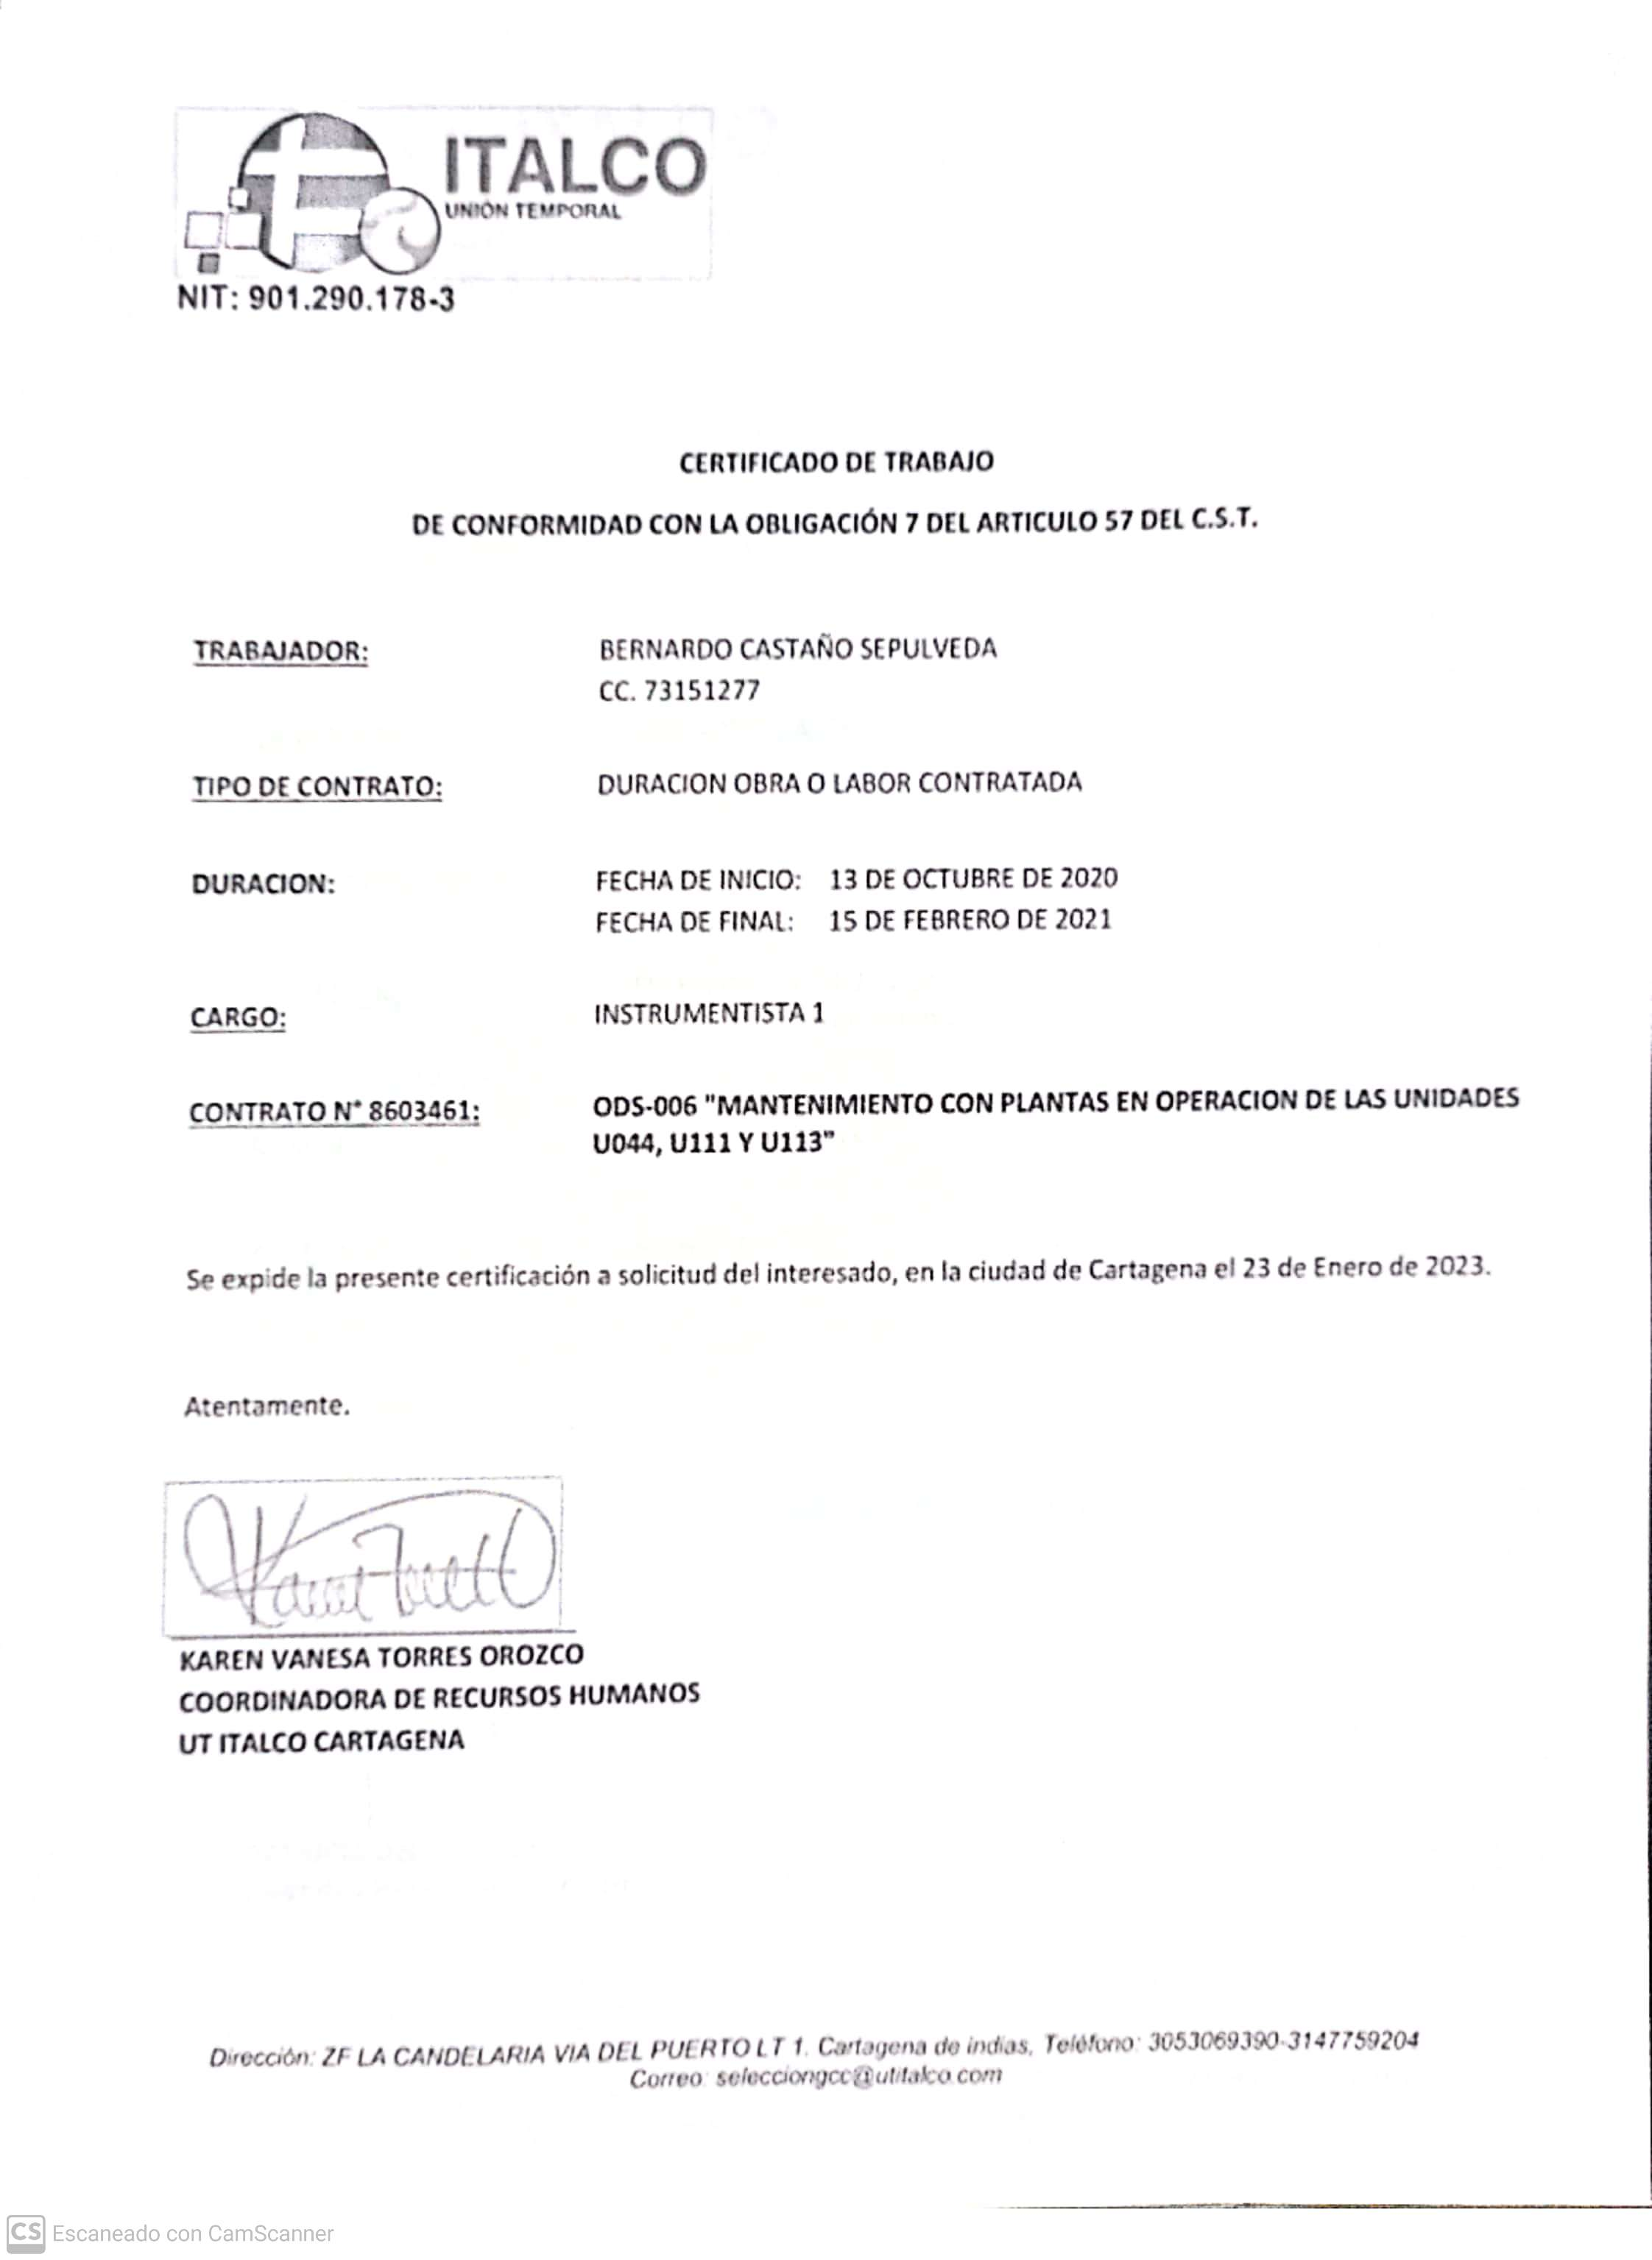 ITALCO
UNIÓN TEMPORAL
NIT: 901.290.178-3
CERTIFICADO DE TRABAJO
DE CONFORMIDAD CON LA OBLIGACIÓN 7 DEL ARTICULO 57 DEL C.S.T.
TRABAJADOR: BERNARDO CASTAÑO SEPULVEDA
CC. 73151277
TIPO DE CONTRATO: DURACION OBRA O LABOR CONTRATADA
DURACION: FECHA DE INICIO: 13 DE OCTUBRE DE 2020
FECHA DE FINAL: 15 DE FEBRERO DE 2021
CARGO: INSTRUMENTISTA 1
CONTRATO N° 8603461: ODS-006 "MANTENIMIENTO CON PLANTAS EN OPERACION DE LAS UNIDADES
U044, U111 Y U113"
Se expide la presente certificación a solicitud del interesado, en la ciudad de Cartagena el 23 de Enero de 2023.
Atentamente.
KAREN VANESA TORRES OROZCO
COORDINADORA DE RECURSOS HUMANOS
UT ITALCO CARTAGENA
Dirección: ZF LA CANDELARIA VIA DEL PUERTO LT 1. Cartagena de indias, Teléfono: 3053069390-3147759204
Correo: selecciongcc@utitalco.com
CS Escaneado con CamScanner